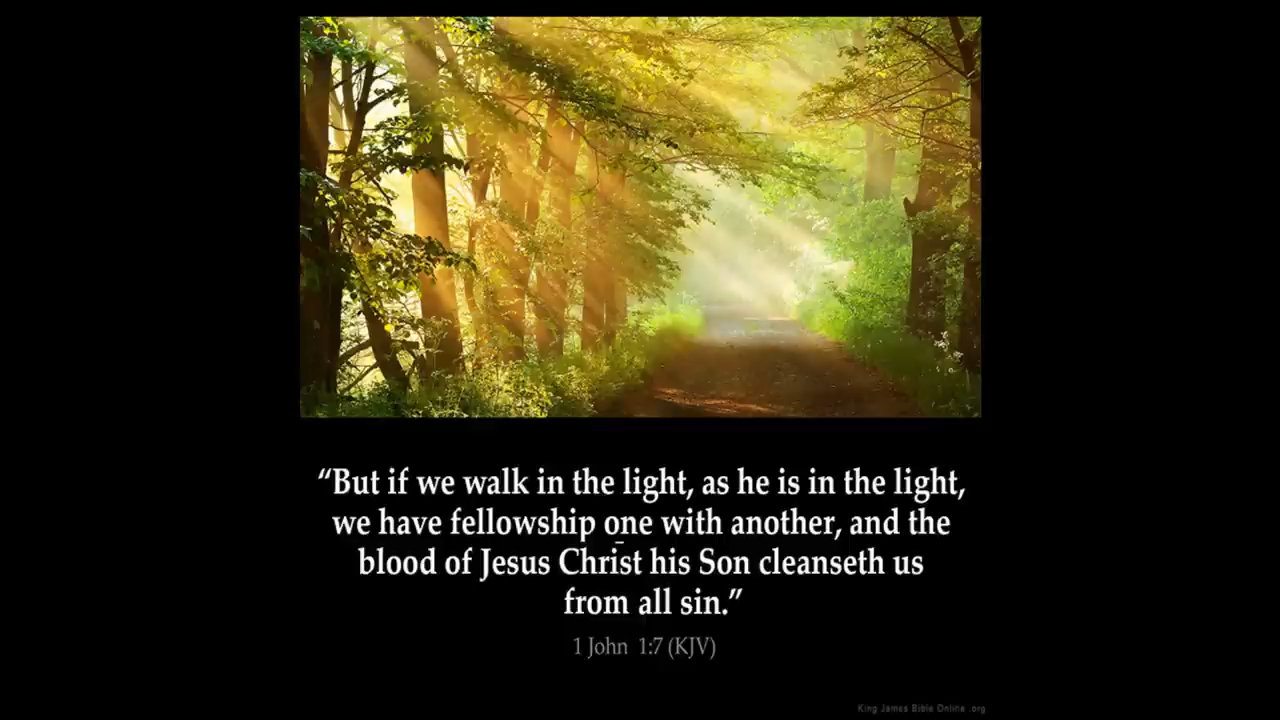 “But if we walk in the light, as he is in the light,
we have fellowship one with another, and the
blood of Jesus Christ his Son cleanseth us
from all sin.”
1 John 1:7 (KJV)
King James Bible Online .org